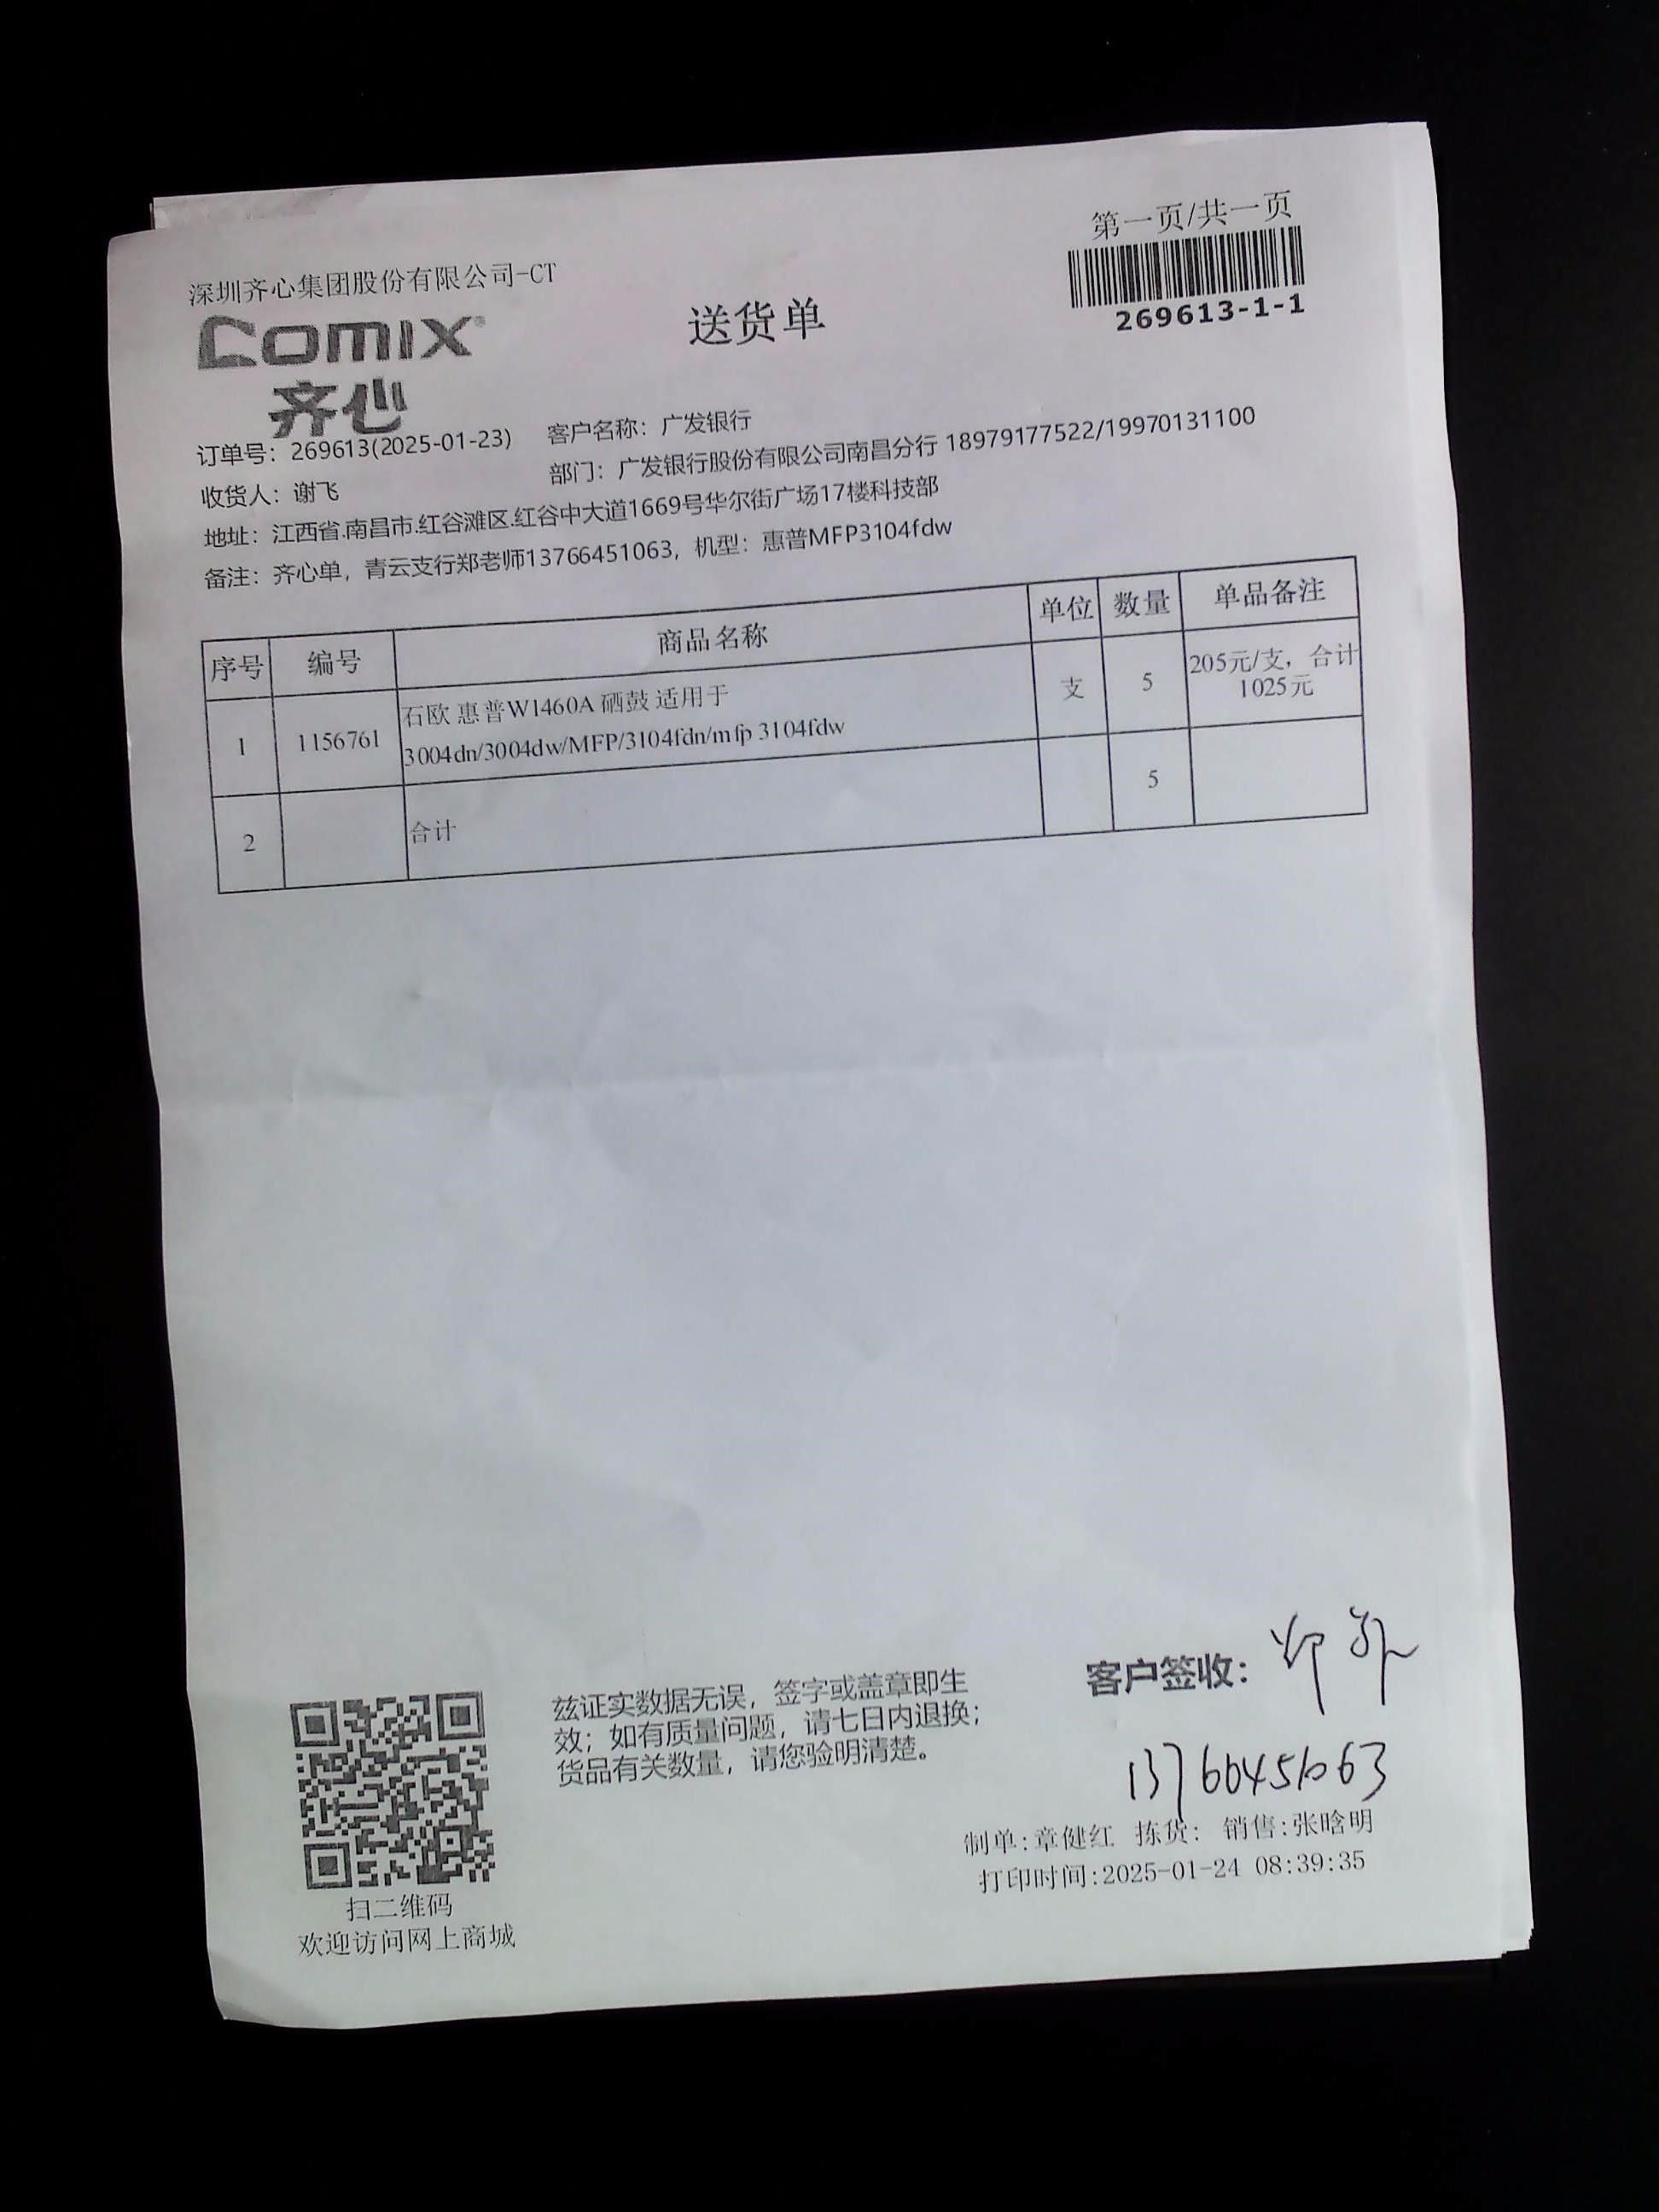 第一页/共一页
269613-1-1
深圳齐心集团股份有限公司-CT
comix
齐心
送货单
订单号：269613(2025-01-23) 客户名称：广发银行
收货人：谢飞 部门：广发银行股份有限公司南昌分行 18979177522/19970131100
地址：江西省.南昌市.红谷滩区.红谷中大道1669号华尔街广场17楼科技部
备注：齐心单，青云支行郑老师13766451063，机型：惠普MFP3104fdw
序号 编号 商品名称 单位 数量 单品备注
1 1156761 石欧 惠普W1460A 硒鼓 适用于 支 5 205元/支，合计
3004dn/3004dw/MFP/3104fdn/mfp 3104fdw 1025元
2 合计 5
兹证实数据无误，签字或盖章即生
效；如有质量问题，请七日内退换；
货品有关数量，请您验明清楚。
客户签收：
13766451063
制单:章健红 拣货: 销售:张晗明
打印时间:2025-01-24 08:39:35
扫二维码
欢迎访问网上商城